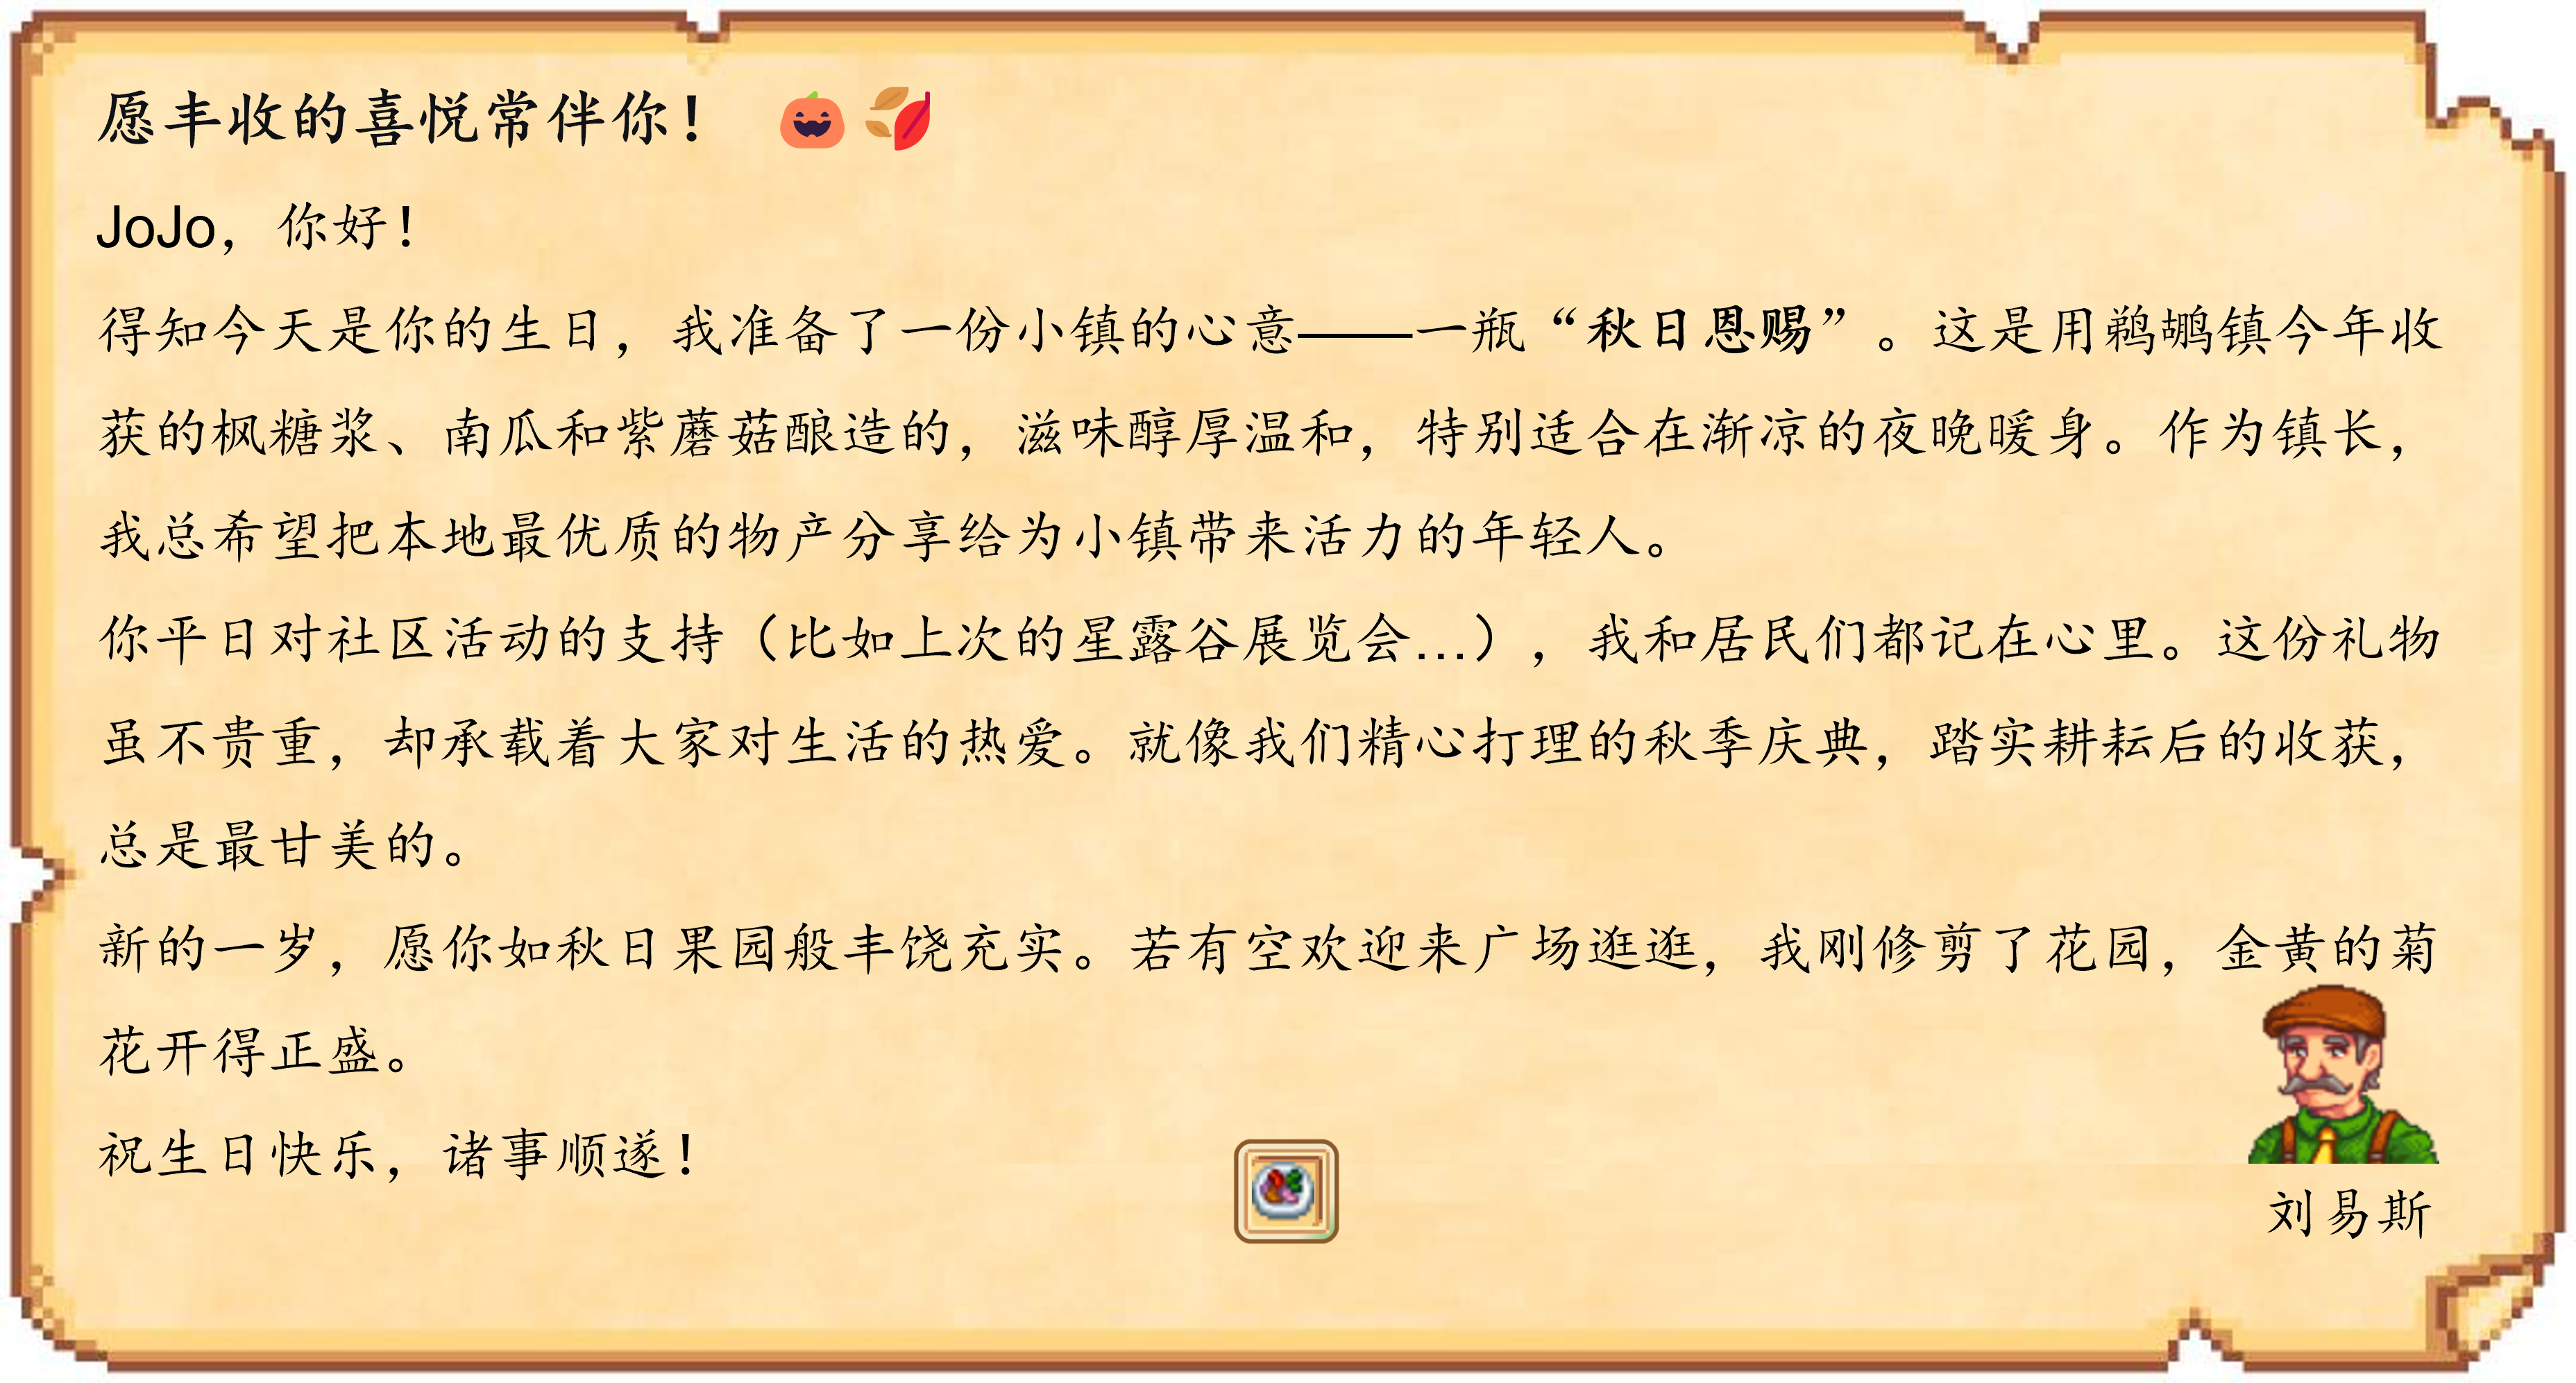 愿丰收的喜悦常伴你！
JoJo，你好！
得知今天是你的生日，我准备了一份小镇的心意——一瓶“秋日恩赐”。这是用鹈鹕镇今年收
获的枫糖浆、南瓜和紫蘑菇酿造的，滋味醇厚温和，特别适合在渐凉的夜晚暖身。作为镇长，
我总希望把本地最优质的物产分享给为小镇带来活力的年轻人。
你平日对社区活动的支持（比如上次的星露谷展览会…），我和居民们都记在心里。这份礼物
虽不贵重，却承载着大家对生活的热爱。就像我们精心打理的秋季庆典，踏实耕耘后的收获，
总是最甘美的。
新的一岁，愿你如秋日果园般丰饶充实。若有空欢迎来广场逛逛，我刚修剪了花园，金黄的菊
花开得正盛。
祝生日快乐，诸事顺遂！
刘易斯